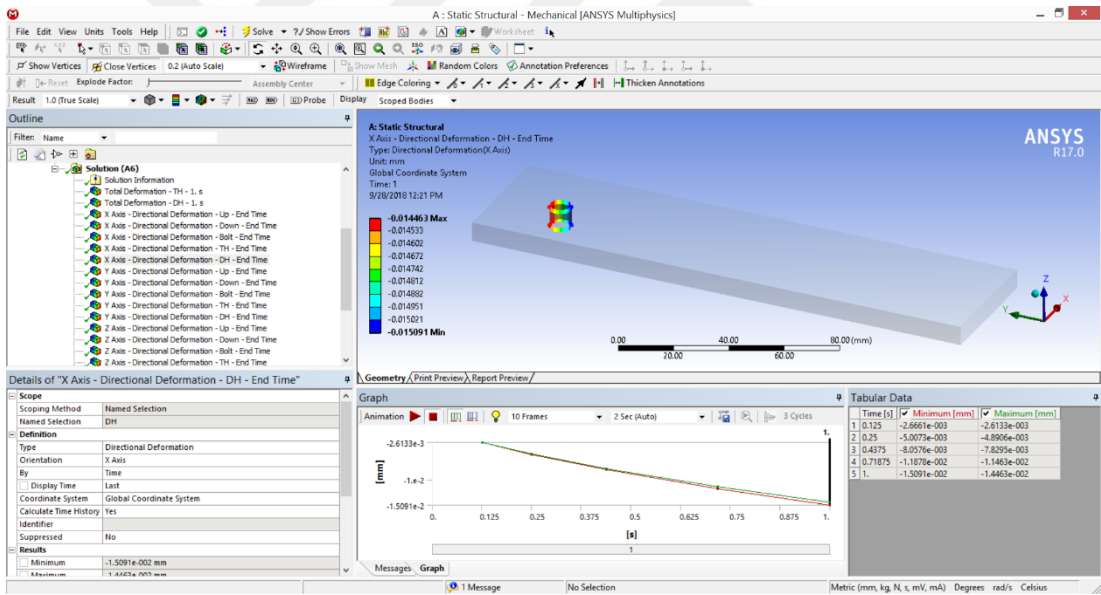 A : Static Structural - Mechanical [ANSYS Multiphysics]
File Edit View Units Tools Help Solve ?/ Show Errors Worksheet
Show Vertices Close Vertices 0.2 (Auto Scale) Wireframe Show Mesh Random Colors Annotation Preferences
Reset Explode Factor: Assembly Center Edge Coloring Thicken Annotations
Result 1.0 (True Scale) Probe Display Scoped Bodies
Outline
Filter: Name
Solution (A6)
Solution Information
Total Deformation - TH - 1. s
Total Deformation - DH - 1. s
X Axis - Directional Deformation - Up - End Time
X Axis - Directional Deformation - Down - End Time
X Axis - Directional Deformation - Bolt - End Time
X Axis - Directional Deformation - TH - End Time
X Axis - Directional Deformation - DH - End Time
Y Axis - Directional Deformation - Up - End Time
Y Axis - Directional Deformation - Down - End Time
Y Axis - Directional Deformation - Bolt - End Time
Y Axis - Directional Deformation - TH - End Time
Y Axis - Directional Deformation - DH - End Time
Z Axis - Directional Deformation - Up - End Time
Z Axis - Directional Deformation - Down - End Time
Z Axis - Directional Deformation - Bolt - End Time
Z Axis - Directional Deformation - TH - End Time
A: Static Structural
X Axis - Directional Deformation - DH - End Time
Type: Directional Deformation(X Axis)
Unit: mm
Global Coordinate System
Time: 1
9/28/2018 12:21 PM
-0.014463 Max
-0.014533
-0.014602
-0.014672
-0.014742
-0.014812
-0.014882
-0.014951
-0.015021
-0.015091 Min
ANSYS
R17.0
Z
X
Y
0.00 40.00 80.00 (mm)
20.00 60.00
Geometry Print Preview Report Preview
Details of "X Axis - Directional Deformation - DH - End Time"
Scope
Scoping Method Named Selection
Named Selection DH
Definition
Type Directional Deformation
Orientation X Axis
By Time
Display Time Last
Coordinate System Global Coordinate System
Calculate Time History Yes
Identifier
Suppressed No
Results
Minimum -1.5091e-002 mm
Maximum -1.4463e-002 mm
Graph
Animation 10 Frames 2 Sec (Auto) 3 Cycles
1.
-2.6133e-3
-1.e-2
-1.5091e-2
[mm]
0. 0.125 0.25 0.375 0.5 0.625 0.75 0.875 1.
[s]
1
Messages Graph
Tabular Data
Time [s] Minimum [mm] Maximum [mm]
1 0.125 -2.6661e-003 -2.6133e-003
2 0.25 -5.0073e-003 -4.8906e-003
3 0.4375 -8.0576e-003 -7.8295e-003
4 0.71875 -1.1878e-002 -1.1463e-002
5 1. -1.5091e-002 -1.4463e-002
1 Message No Selection Metric (mm, kg, N, s, mV, mA) Degrees rad/s Celsius